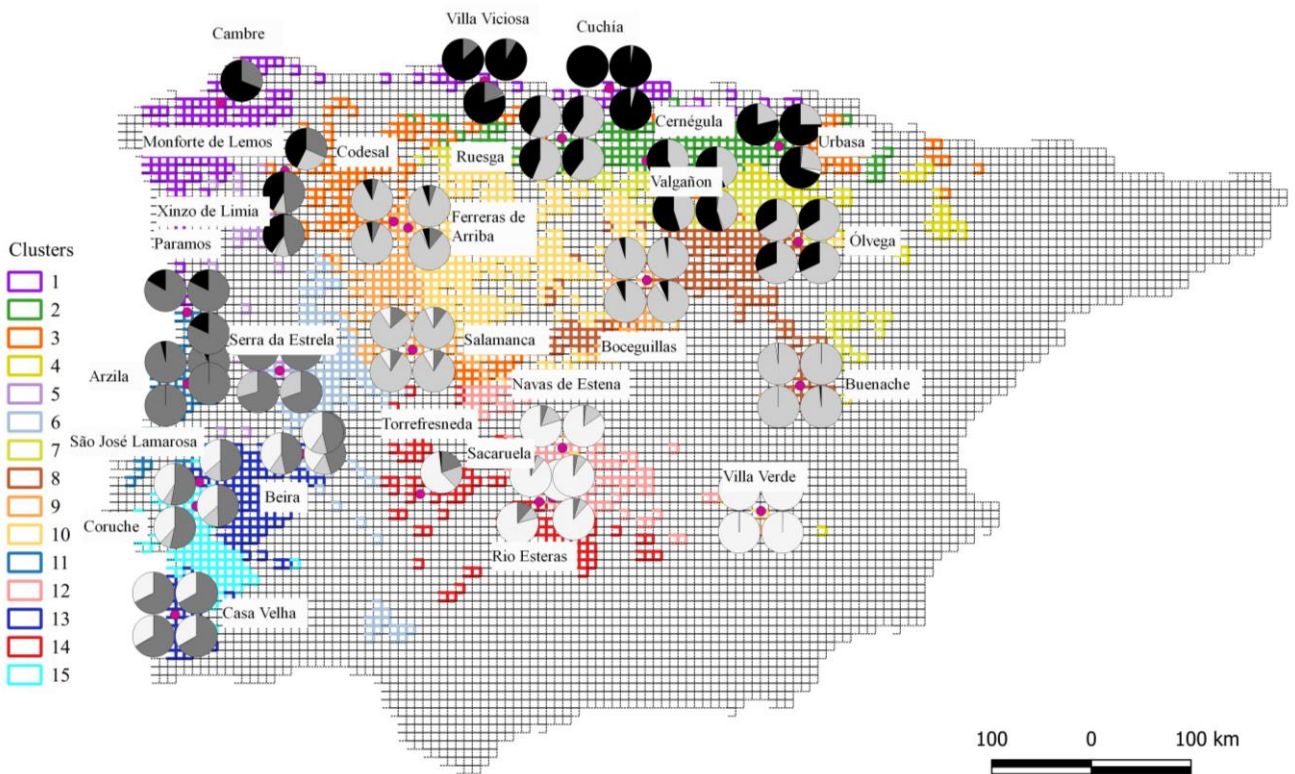 Villa Viciosa
Cuchía
Cambre
Cernégula
Monforte de Lemos
Codesal
Ruesga
Urbasa
Valgañon
Xinzo de Limia
Ferreras de
Arriba
Paramos
Ólvega
Clusters
1
2
3
4
5
6
7
8
9
10
11
12
13
14
15
Serra da Estrela
Salamanca
Boceguillas
Arzila
Navas de Estena
Buenache
Torrefresneda
São José Lamarosa
Sacaruela
Villa Verde
Beira
Coruche
Rio Esteras
Casa Velha
100 0 100 km